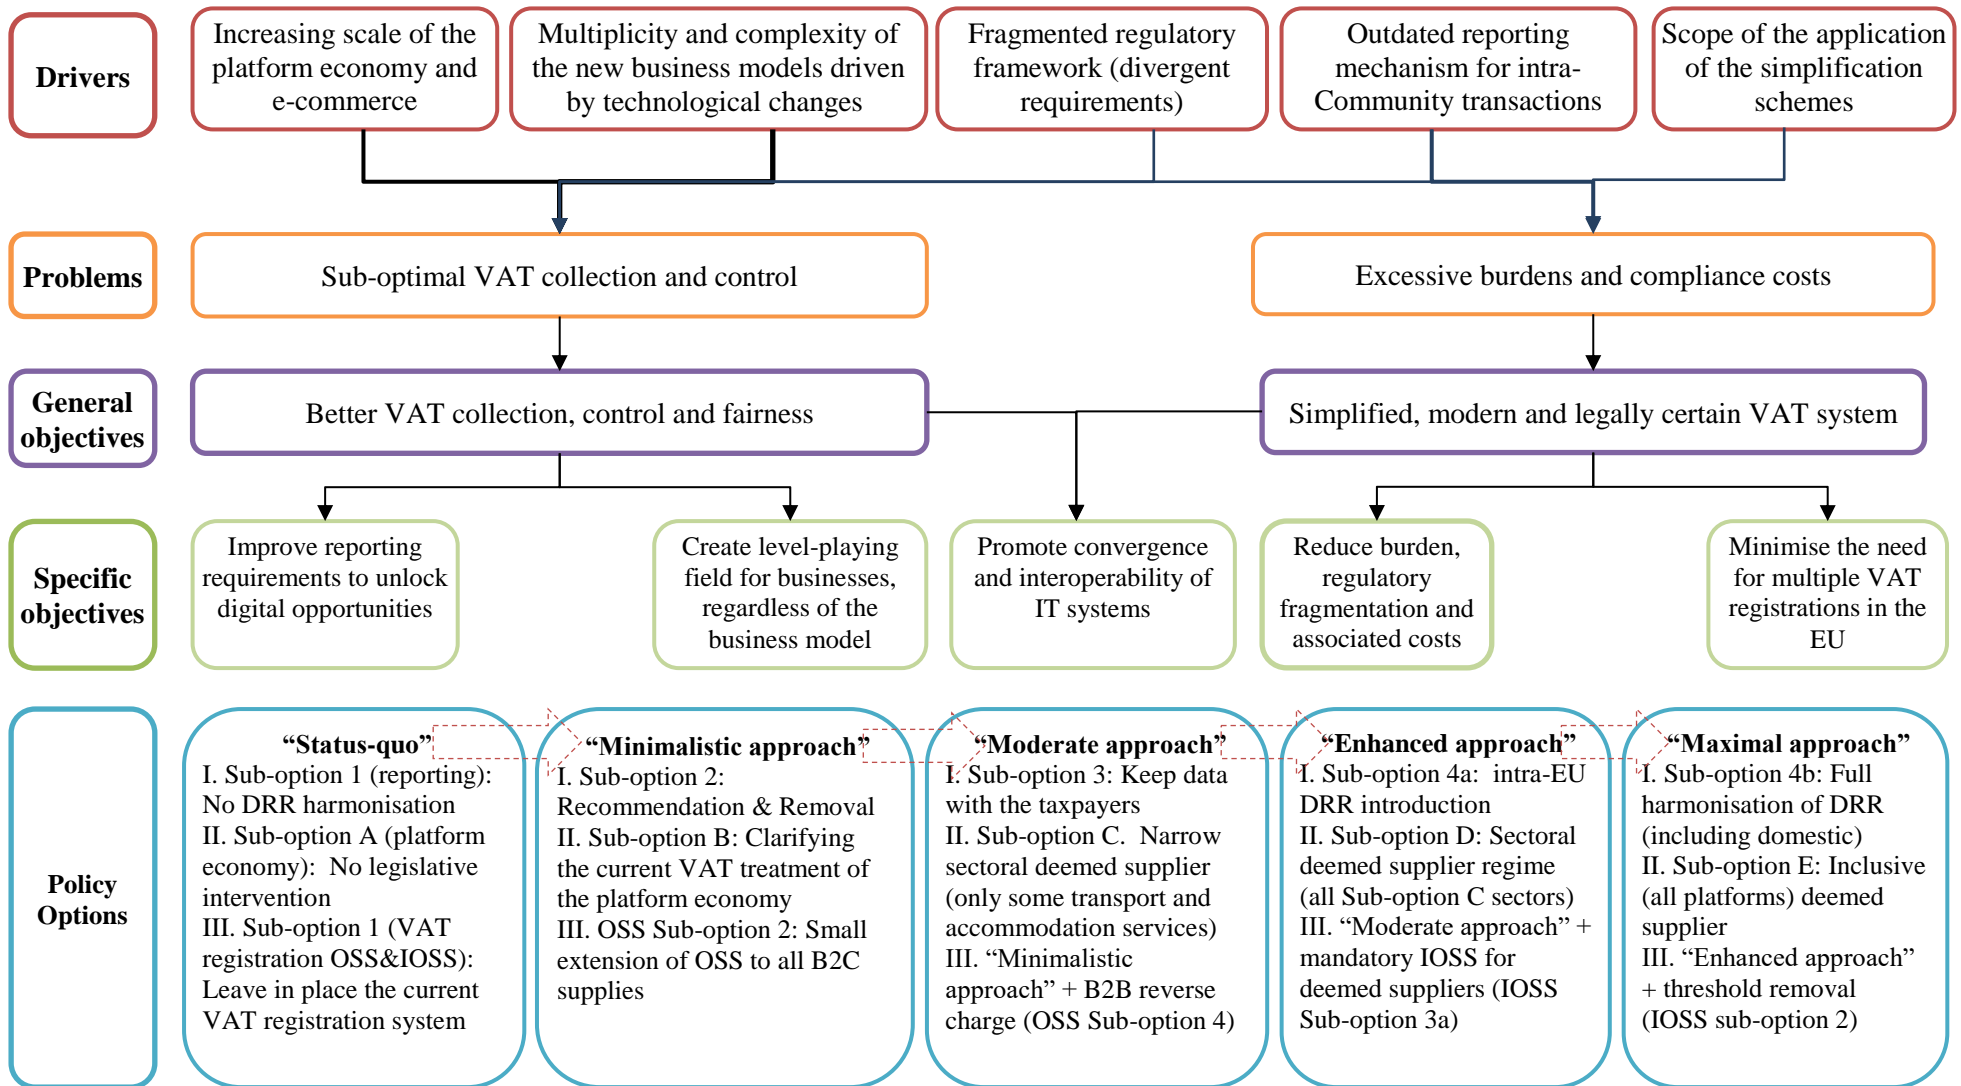 Drivers
Increasing scale of the
platform economy and
e-commerce
Multiplicity and complexity of
the new business models driven
by technological changes
Fragmented regulatory
framework (divergent
requirements)
Outdated reporting
mechanism for intra-
Community transactions
Scope of the application
of the simplification
schemes
Problems
Sub-optimal VAT collection and control
Excessive burdens and compliance costs
General
objectives
Better VAT collection, control and fairness
Simplified, modern and legally certain VAT system
Specific
objectives
Improve reporting
requirements to unlock
digital opportunities
Create level-playing
field for businesses,
regardless of the
business model
Promote convergence
and interoperability of
IT systems
Reduce burden,
regulatory
fragmentation and
associated costs
Minimise the need
for multiple VAT
registrations in the
EU
Policy
Options
“Status-quo”
I. Sub-option 1 (reporting):
No DRR harmonisation
II. Sub-option A (platform
economy):  No legislative
intervention
III. Sub-option 1 (VAT
registration OSS&IOSS):
Leave in place the current
VAT registration system
“Minimalistic approach”
I. Sub-option 2:
Recommendation & Removal
II. Sub-option B: Clarifying
the current VAT treatment of
the platform economy
III. OSS Sub-option 2: Small
extension of OSS to all B2C
supplies
“Moderate approach”
I. Sub-option 3: Keep data
with the taxpayers
II. Sub-option C.  Narrow
sectoral deemed supplier
(only some transport and
accommodation services)
III. “Minimalistic
approach” + B2B reverse
charge (OSS Sub-option 4)
“Enhanced approach”
I. Sub-option 4a:  intra-EU
DRR introduction
II. Sub-option D: Sectoral
deemed supplier regime
(all Sub-option C sectors)
III. “Moderate approach” +
mandatory IOSS for
deemed suppliers (IOSS
Sub-option 3a)
“Maximal approach”
I. Sub-option 4b: Full
harmonisation of DRR
(including domestic)
II. Sub-option E: Inclusive
(all platforms) deemed
supplier
III. “Enhanced approach”
+ threshold removal
(IOSS sub-option 2)